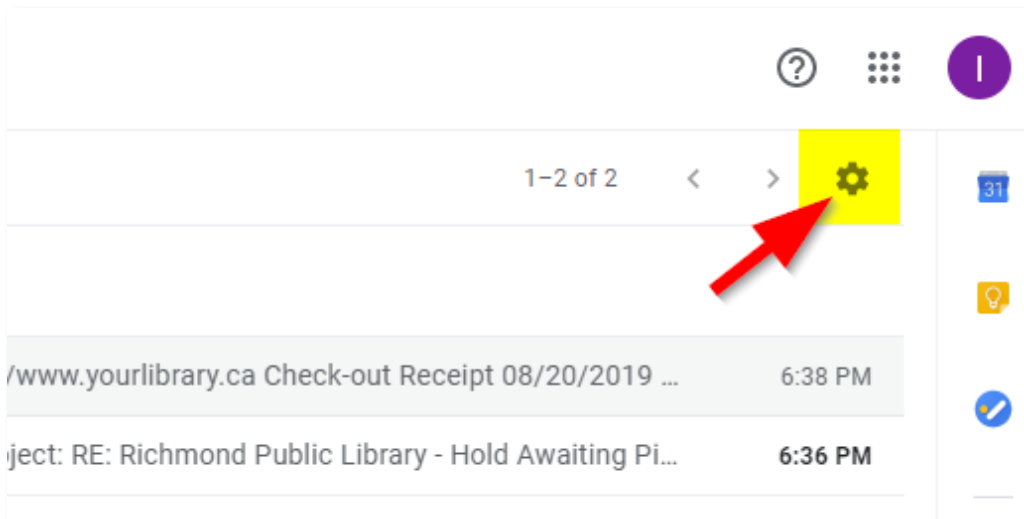 I
1–2 of 2
31
/www.yourlibrary.ca Check-out Receipt 08/20/2019 ... 6:38 PM
ject: RE: Richmond Public Library - Hold Awaiting Pi... 6:36 PM